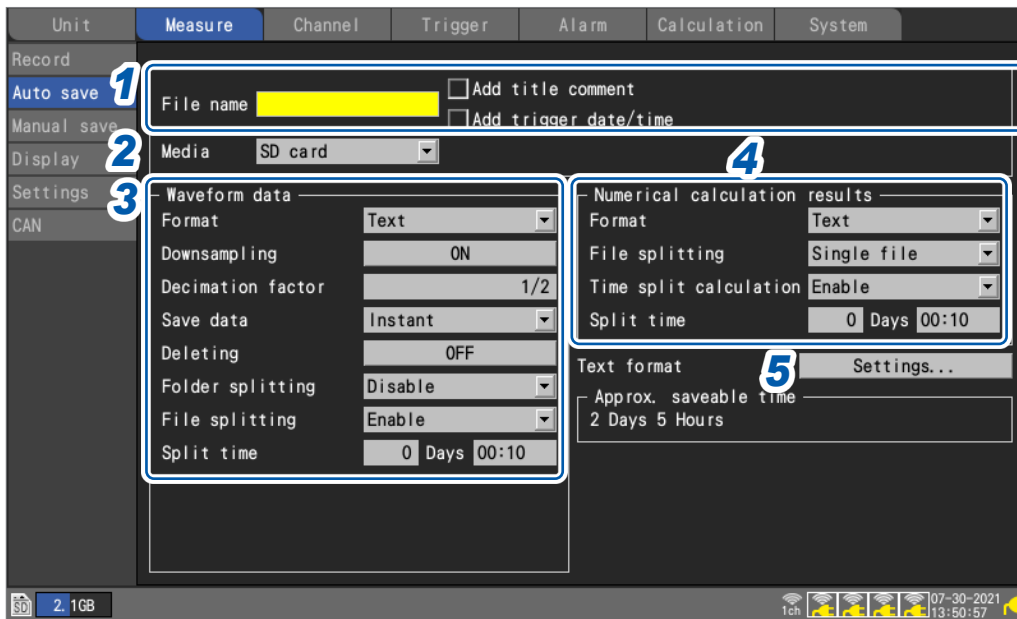 Unit Measure Channel Trigger Alarm Calculation System
Record
Auto save
Manual save
Display
Settings
CAN
1
File name
Add title comment
Add trigger date/time
2
Media SD card
3
Waveform data
Format Text
Downsampling ON
Decimation factor 1/2
Save data Instant
Deleting OFF
Folder splitting Disable
File splitting Enable
Split time 0 Days 00:10
4
Numerical calculation results
Format Text
File splitting Single file
Time split calculation Enable
Split time 0 Days 00:10
5
Text format Settings...
Approx. saveable time
2 Days 5 Hours
SD 2.1GB
1ch
07-30-2021
13:50:57